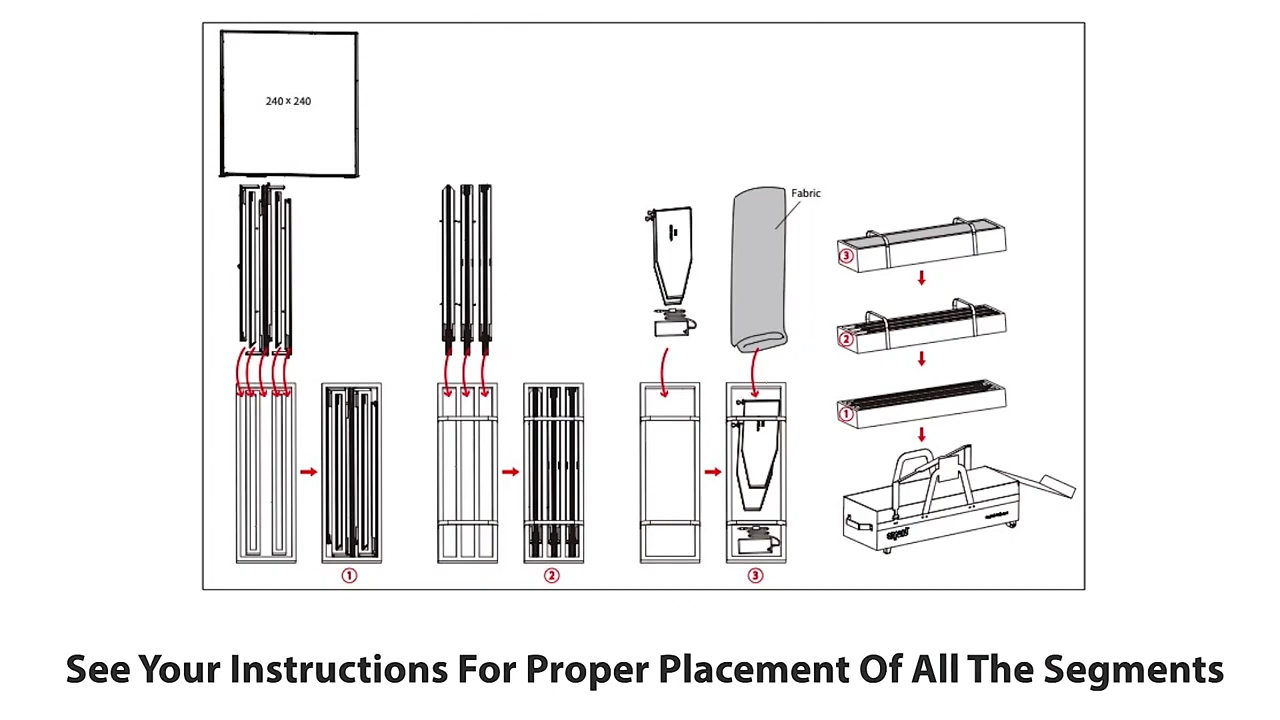 240 x 240
Fabric
3
2
1
1
2
3
See Your Instructions For Proper Placement Of All The Segments